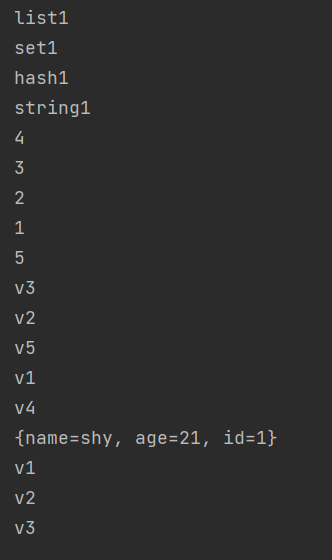 list1
set1
hash1
string1
4
3
2
1
5
v3
v2
v5
v1
v4
{name=shy, age=21, id=1}
v1
v2
v3